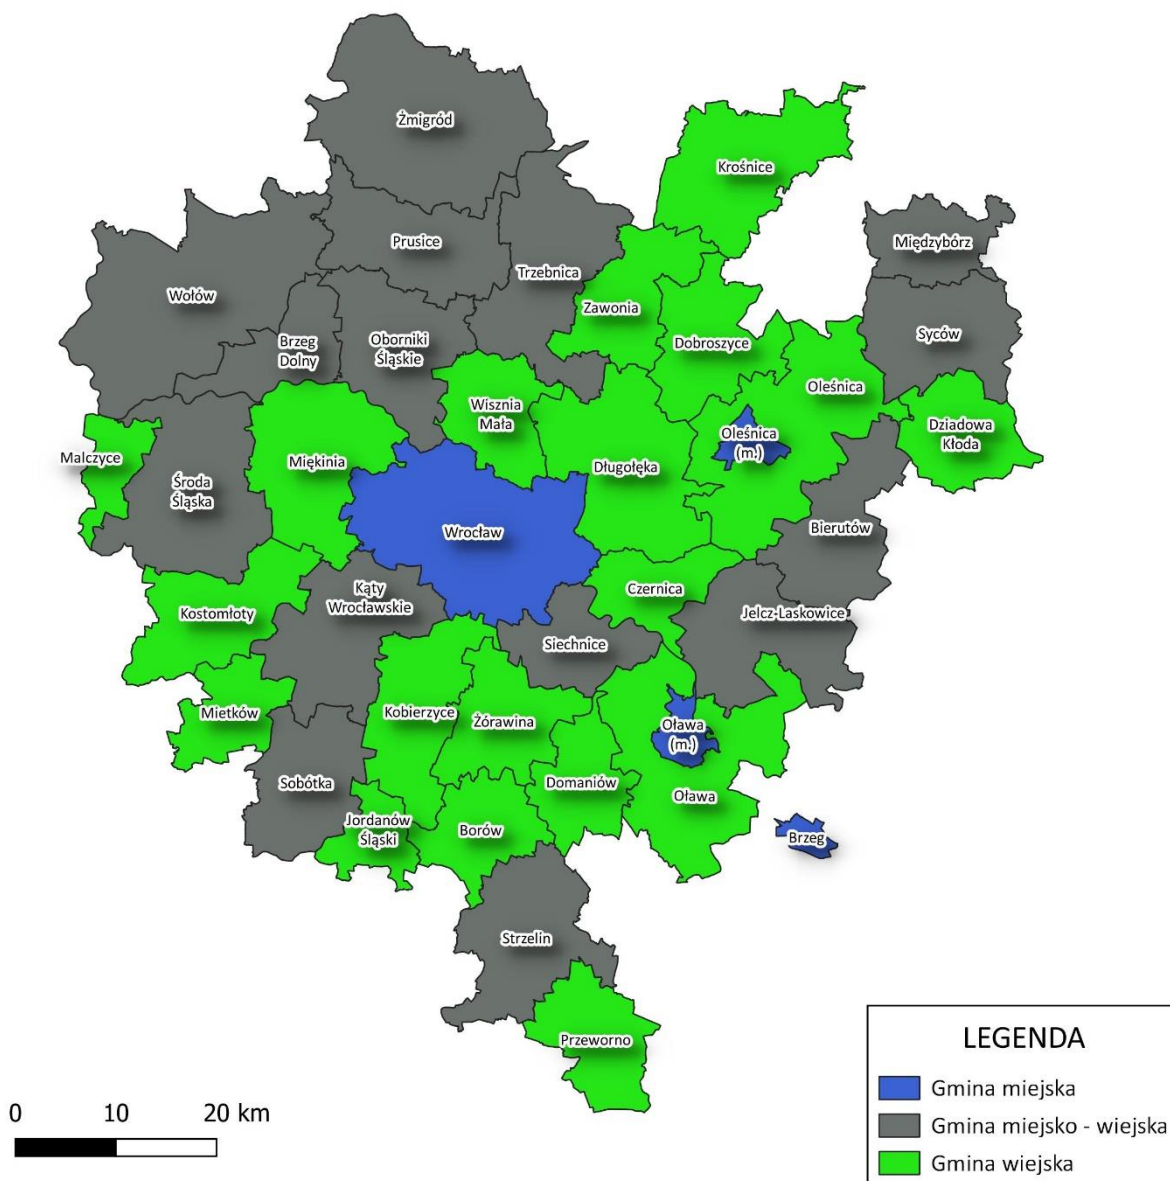 Żmigród
Krośnice
Międzybórz
Prusice
Trzebnica
Wołów
Zawonia
Syców
Brzeg
Dolny
Oborniki
Śląskie
Dobroszyce
Oleśnica
Wisznia
Mała
Dziadowa
Kłoda
Oleśnica
(m.)
Malczyce
Miękinia
Długołęka
Środa
Śląska
Wrocław
Bierutów
Kąty
Wrocławskie
Czernica
Kostomłoty
Jelcz-Laskowice
Siechnice
Mietków
Kobierzyce
Żórawina
Oława
(m.)
Sobótka
Domaniów
Oława
Jordanów
Śląski
Borów
Brzeg
Strzelin
Przeworno
LEGENDA
Gmina miejska
Gmina miejsko - wiejska
Gmina wiejska
0 10 20 km